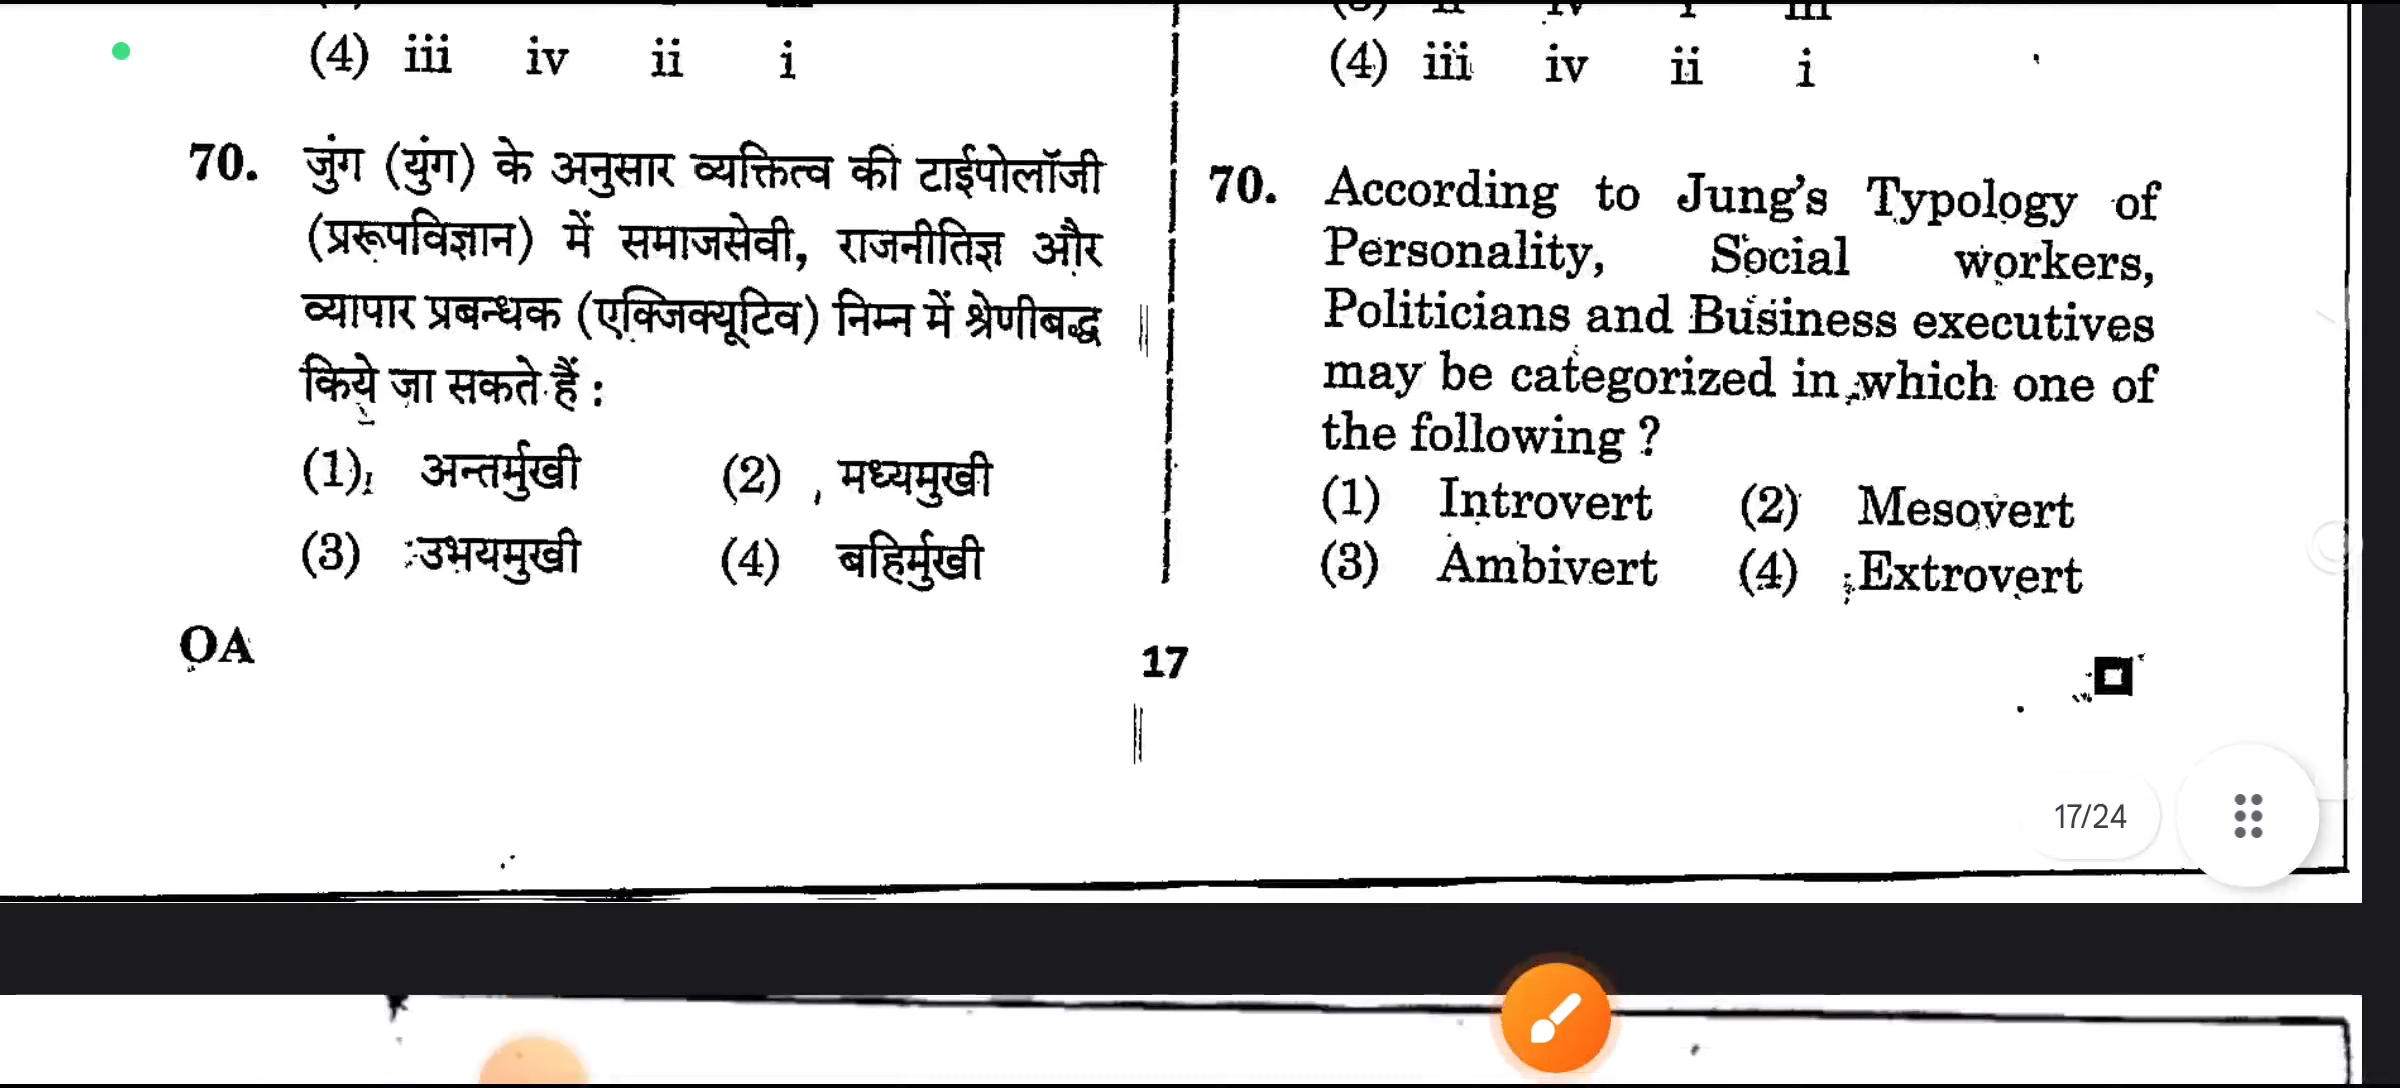 (4) iii iv ii i
70. जुंग (युंग) के अनुसार व्यक्तित्व की टाईपोलॉजी
(प्ररूपविज्ञान) में समाजसेवी, राजनीतिज्ञ और
व्यापार प्रबन्धक (एक्जिक्यूटिव) निम्न में श्रेणीबद्ध
किये जा सकते हैं :
(1) अन्तर्मुखी (2) मध्यमुखी
(3) उभयमुखी (4) बहिर्मुखी
(4) iii iv ii i
70. According to Jung's Typology of
Personality, Social workers,
Politicians and Business executives
may be categorized in which one of
the following ?
(1) Introvert (2) Mesovert
(3) Ambivert (4) Extrovert
OA
17
17/24